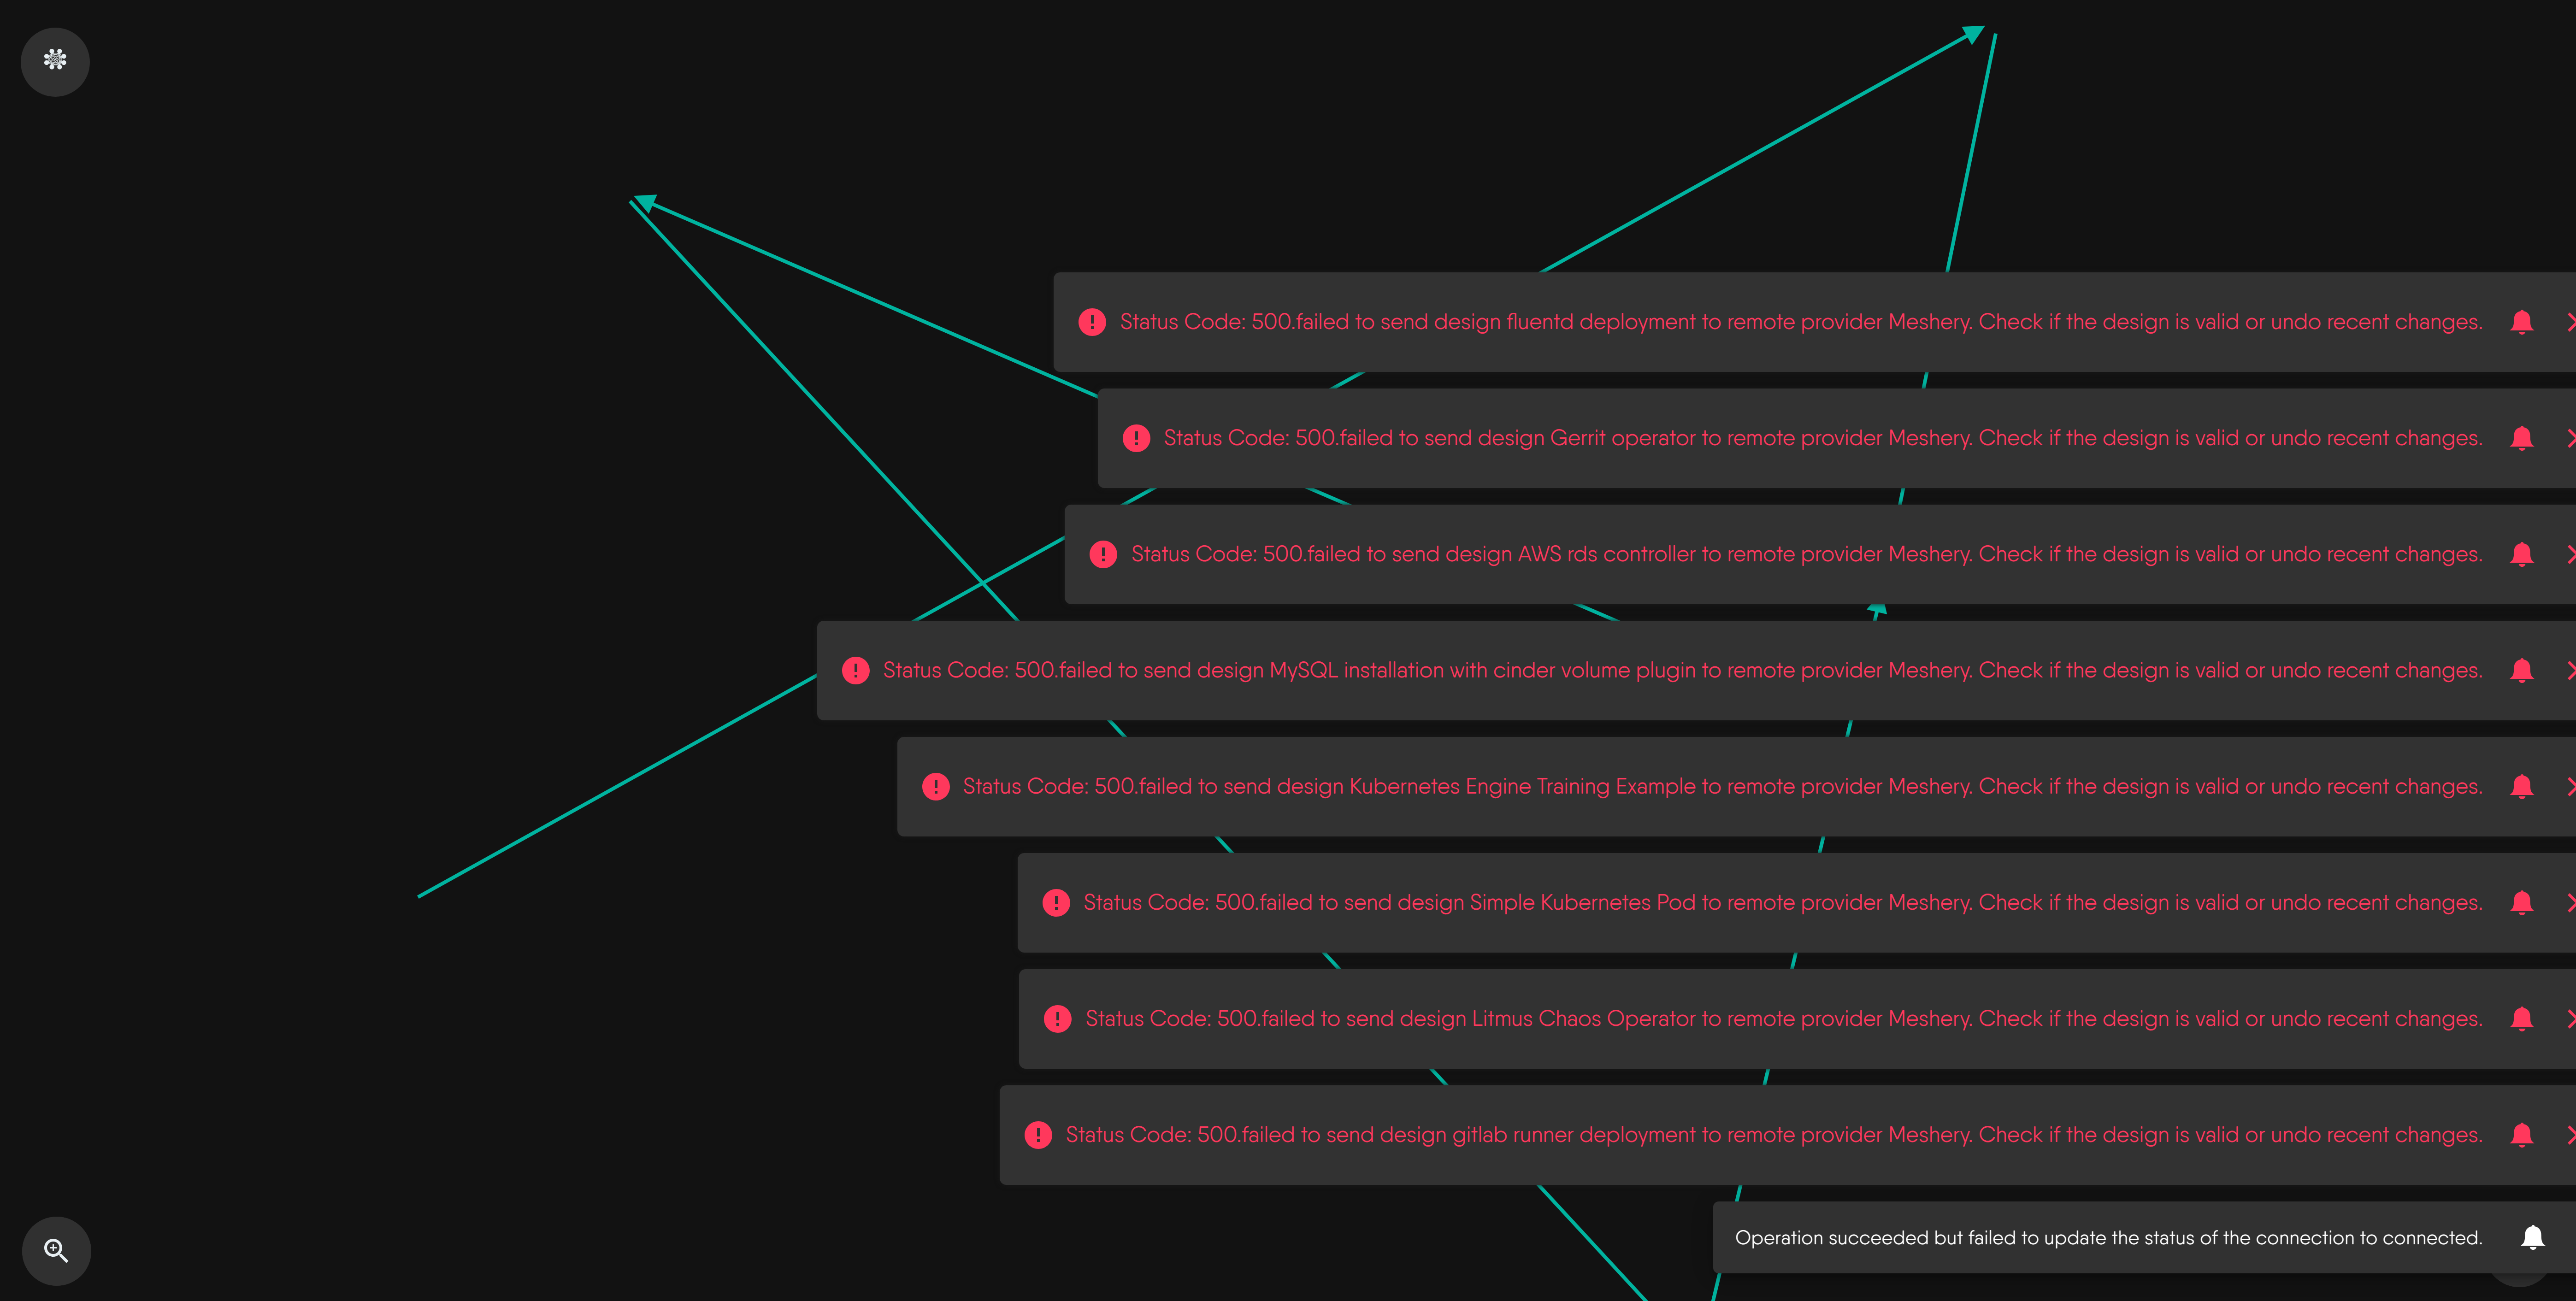 Status Code: 500.failed to send design fluentd deployment to remote provider Meshery. Check if the design is valid or undo recent changes.
Status Code: 500.failed to send design Gerrit operator to remote provider Meshery. Check if the design is valid or undo recent changes.
Status Code: 500.failed to send design AWS rds controller to remote provider Meshery. Check if the design is valid or undo recent changes.
Status Code: 500.failed to send design MySQL installation with cinder volume plugin to remote provider Meshery. Check if the design is valid or undo recent changes.
Status Code: 500.failed to send design Kubernetes Engine Training Example to remote provider Meshery. Check if the design is valid or undo recent changes.
Status Code: 500.failed to send design Simple Kubernetes Pod to remote provider Meshery. Check if the design is valid or undo recent changes.
Status Code: 500.failed to send design Litmus Chaos Operator to remote provider Meshery. Check if the design is valid or undo recent changes.
Status Code: 500.failed to send design gitlab runner deployment to remote provider Meshery. Check if the design is valid or undo recent changes.
Operation succeeded but failed to update the status of the connection to connected.